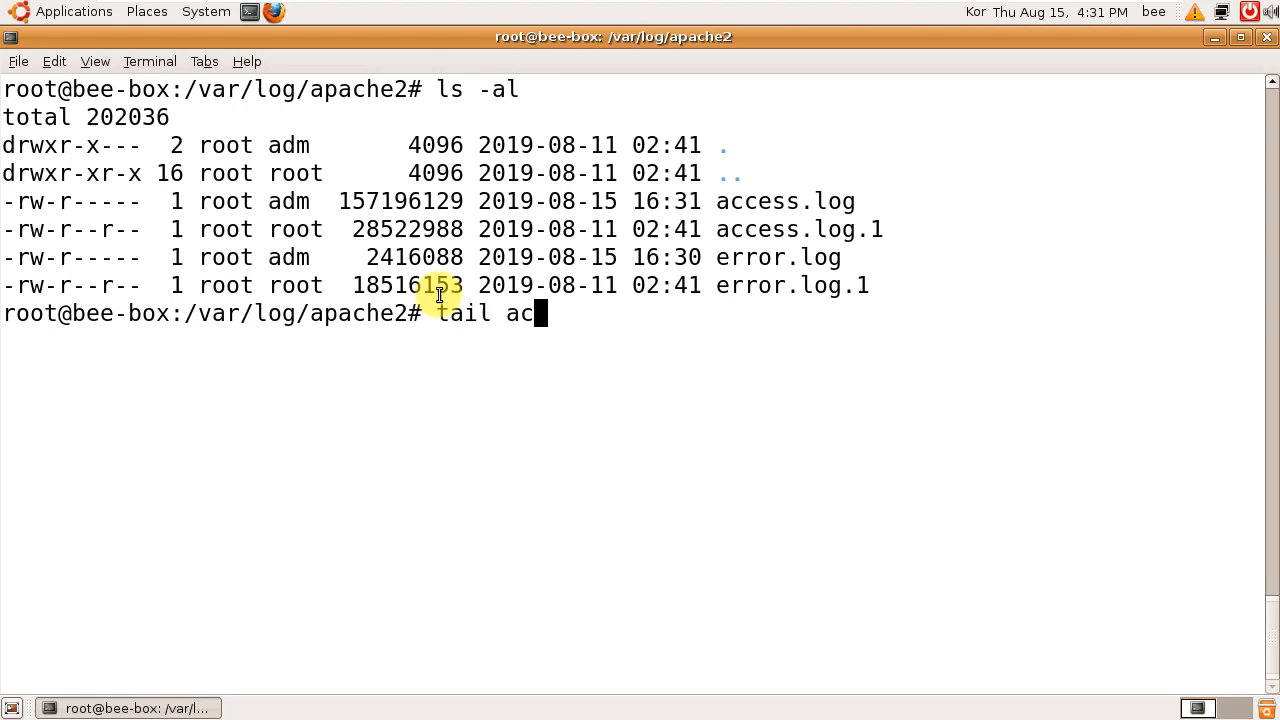 Applications Places System Kor Thu Aug 15, 4:31 PM bee
root@bee-box: /var/log/apache2
File Edit View Terminal Tabs Help
root@bee-box:/var/log/apache2# ls -al
total 202036
drwxr-x--- 2 root adm 4096 2019-08-11 02:41 .
drwxr-xr-x 16 root root 4096 2019-08-11 02:41 ..
-rw-r----- 1 root adm 157196129 2019-08-15 16:31 access.log
-rw-r--r-- 1 root root 28522988 2019-08-11 02:41 access.log.1
-rw-r----- 1 root adm 2416088 2019-08-15 16:30 error.log
-rw-r--r-- 1 root root 18516153 2019-08-11 02:41 error.log.1
root@bee-box:/var/log/apache2# tail ac
root@bee-box: /var/l...